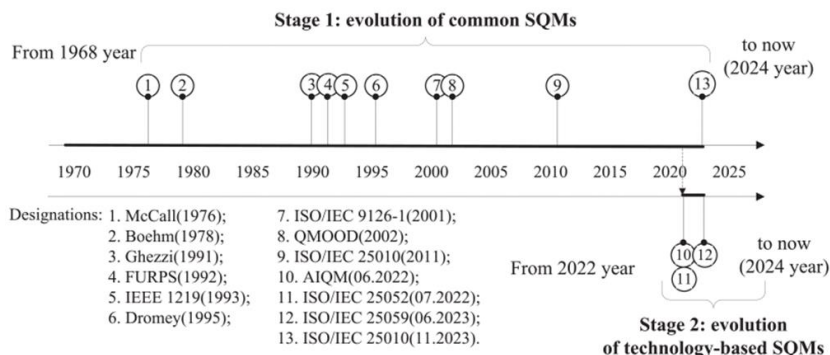 Stage 1: evolution of common SQMs
From 1968 year
to now
(2024 year)
1 2 3 4 5 6 7 8 9 13
1970 1975 1980 1985 1990 1995 2000 2005 2010 2015 2020 2025
Designations: 1. McCall(1976);
2. Boehm(1978);
3. Ghezzi(1991);
4. FURPS(1992);
5. IEEE 1219(1993);
6. Dromey(1995);
7. ISO/IEC 9126-1(2001);
8. QMOOD(2002);
9. ISO/IEC 25010(2011);
10. AIQM(06.2022);
11. ISO/IEC 25052(07.2022);
12. ISO/IEC 25059(06.2023);
13. ISO/IEC 25010(11.2023).
10 12
11
From 2022 year
to now
(2024 year)
Stage 2: evolution
of technology-based SQMs